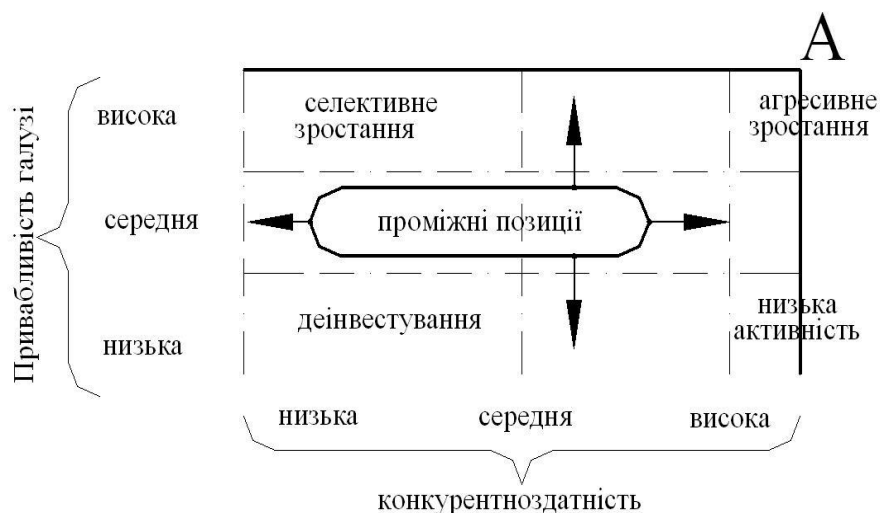 А
селективне
зростання
агресивне
зростання
Привабливість галузі
висока
середня
проміжні позиції
низька
деінвестування
низька
активність
низька
середня
висока
конкурентноздатність